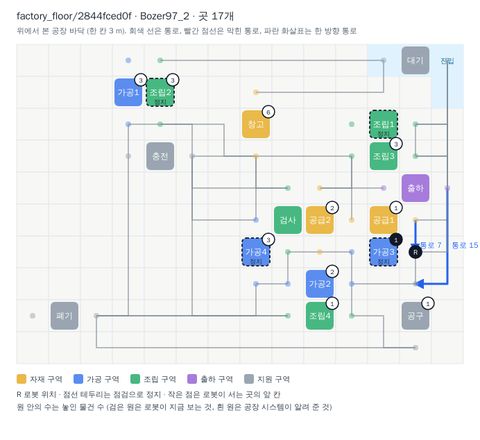 factory_floor/2844fced0f · Bozer97_2 · 곳 17개
위에서 본 공장 바닥 (한 칸 3 m). 회색 선은 통로, 빨간 점선은 막힌 통로, 파란 화살표는 한 방향 통로
대기
진입
3
3
가공1
조립2
정지
6
창고
조립1
정지
충전
3
조립3
출하
2
1
검사
공급2
공급1
3
1
가공4
정지
가공3
정지
R
통로 7
통로 15
2
가공2
1
1
폐기
조립4
공구
자재 구역
가공 구역
조립 구역
출하 구역
지원 구역
R 로봇 위치 · 점선 테두리는 점검으로 정지 · 작은 점은 로봇이 서는 곳의 앞 칸
원 안의 수는 놓인 물건 수 (검은 원은 로봇이 지금 보는 것, 흰 원은 공장 시스템이 알려 준 것)